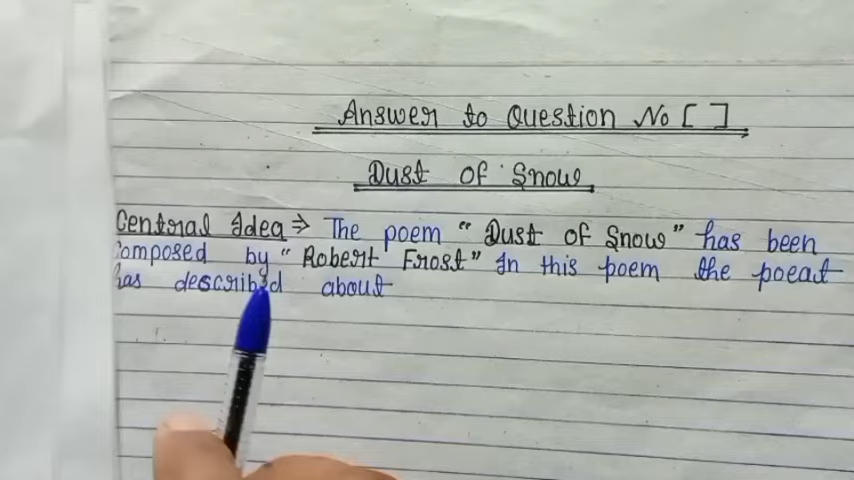 Answer to Question No [ ]
Dust of Snow
Central Idea ⇒ The poem “ Dust of Snow ” has been
Composed by “ Robert Frost ” In this poem the poeat
has described about